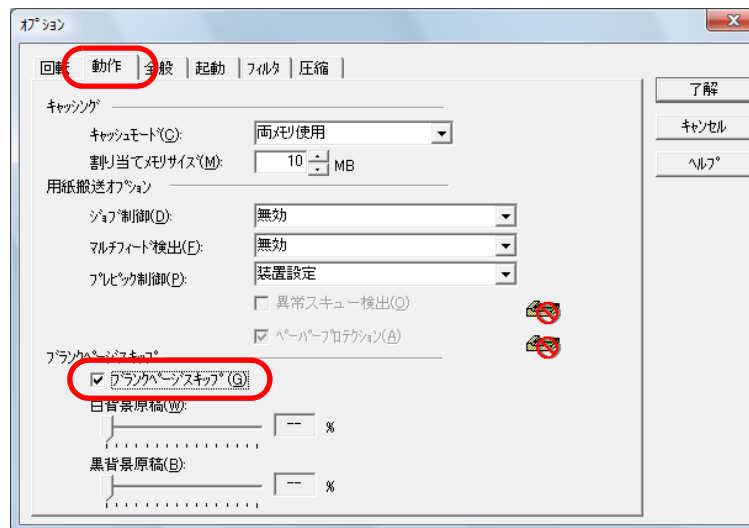 オプション
回転 動作 全般 起動 フィルタ 圧縮
了解
キャンセル
ヘルプ
キャッシング
キャッシュモード(C): 両メモリ使用
割り当てメモリサイズ(M): 10 MB
用紙搬送オプション
ジョブ制御(D): 無効
マルチフィード検出(F): 無効
プレピック制御(P): 装置設定
異常スキュー検出(O)
ペーパープロテクション(A)
ブランクページスキップ
ブランクページスキップ(G)
白背景原稿(W):
-- %
黒背景原稿(B):
-- %